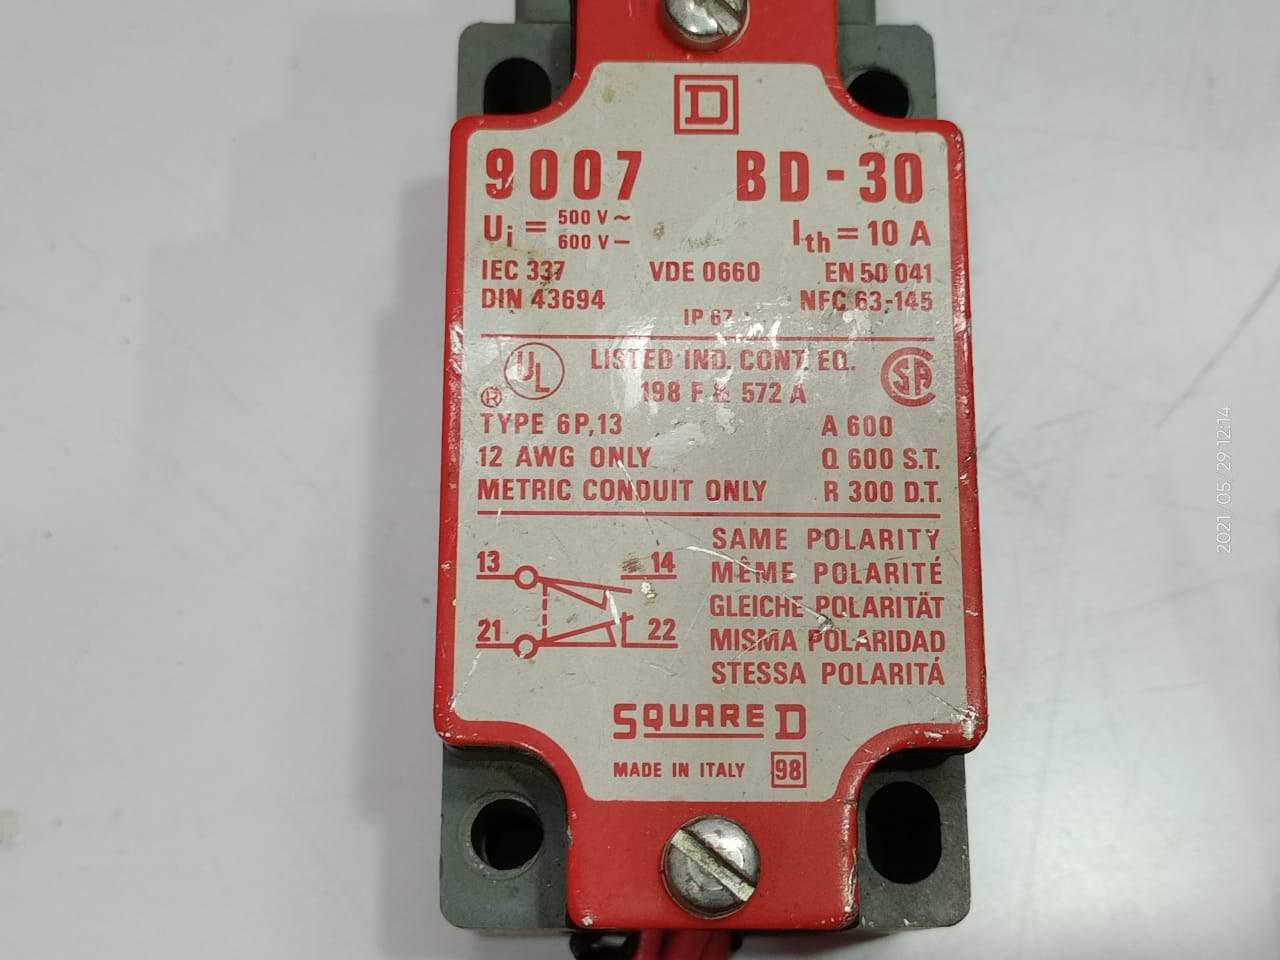 D
9007 BD-30
Ui = 500 V ~ Ith = 10 A
600 V –
IEC 337 VDE 0660 EN 50 041
DIN 43694 NFC 63-145
IP 67
UL LISTED IND. CONT. EQ. SA
® 198 F & 572 A
TYPE 6P,13 A 600
12 AWG ONLY Q 600 S.T.
METRIC CONDUIT ONLY R 300 D.T.
SAME POLARITY
13 14 MÊME POLARITÉ
GLEICHE POLARITÄT
21 22 MISMA POLARIDAD
STESSA POLARITÁ
SQUARE D
MADE IN ITALY 98
2021 05 29 12:14